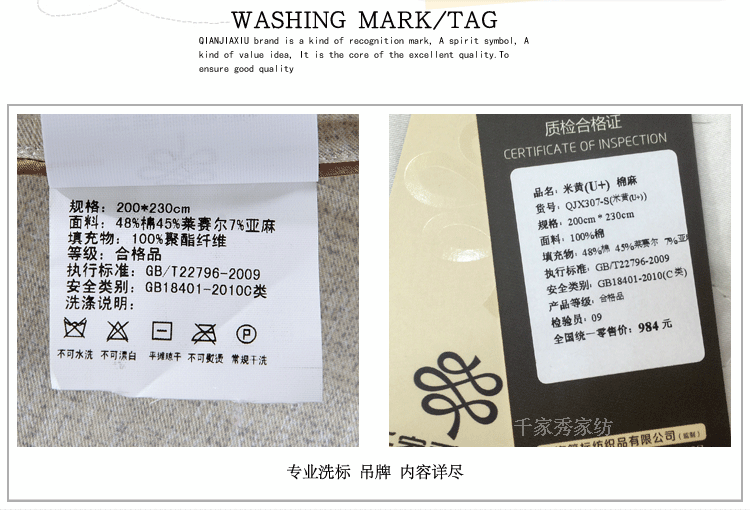 WASHING MARK/TAG
QIANJIAXIU brand is a kind of recognition mark, A spirit symbol, A
kind of value idea, It is the core of the excellent quality.To
ensure good quality
规格：200*230cm
面料：48%棉45%莱赛尔7%亚麻
填充物：100%聚酯纤维
等级：合格品
执行标准：GB/T22796-2009
安全类别：GB18401-2010C类
洗涤说明：
不可水洗 不可漂白 平摊晾干 不可熨烫 常规干洗
质检合格证
CERTIFICATE OF INSPECTION
品名：米黄(U+) 棉麻
货号：QJX307-S(米黄(U+))
规格：200cm * 230cm
面料：100%棉
填充物：48%棉 45%莱赛尔 7%亚麻
执行标准：GB/T22796-2009
安全类别：GB18401-2010(C类)
产品等级：合格品
检验员：09
全国统一零售价：984元
千家秀家纺
纺织品有限公司
专业洗标 吊牌 内容详尽